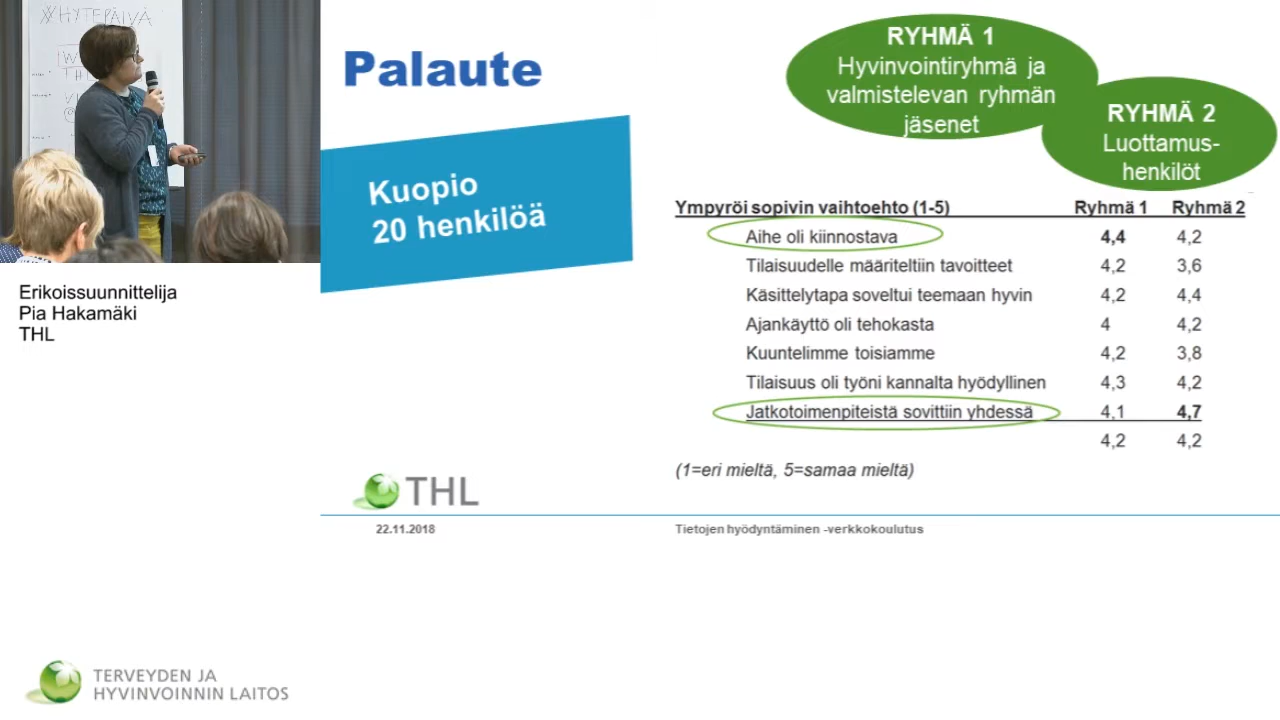 HYTEPÄIVÄ
Erikoissuunnittelija
Pia Hakamäki
THL
Palaute
Kuopio
20 henkilöä
RYHMÄ 1
Hyvinvointiryhmä ja
valmistelevan ryhmän
jäsenet
RYHMÄ 2
Luottamus-
henkilöt
Ympyröi sopivin vaihtoehto (1-5) Ryhmä 1 Ryhmä 2
Aihe oli kiinnostava 4,4 4,2
Tilaisuudelle määriteltiin tavoitteet 4,2 3,6
Käsittelytapa soveltui teemaan hyvin 4,2 4,4
Ajankäyttö oli tehokasta 4 4,2
Kuuntelimme toisiamme 4,2 3,8
Tilaisuus oli työni kannalta hyödyllinen 4,3 4,2
Jatkotoimenpiteistä sovittiin yhdessä 4,1 4,7
4,2 4,2
(1=eri mieltä, 5=samaa mieltä)
THL
22.11.2018 Tietojen hyödyntäminen -verkkokoulutus
TERVEYDEN JA
HYVINVOINNIN LAITOS